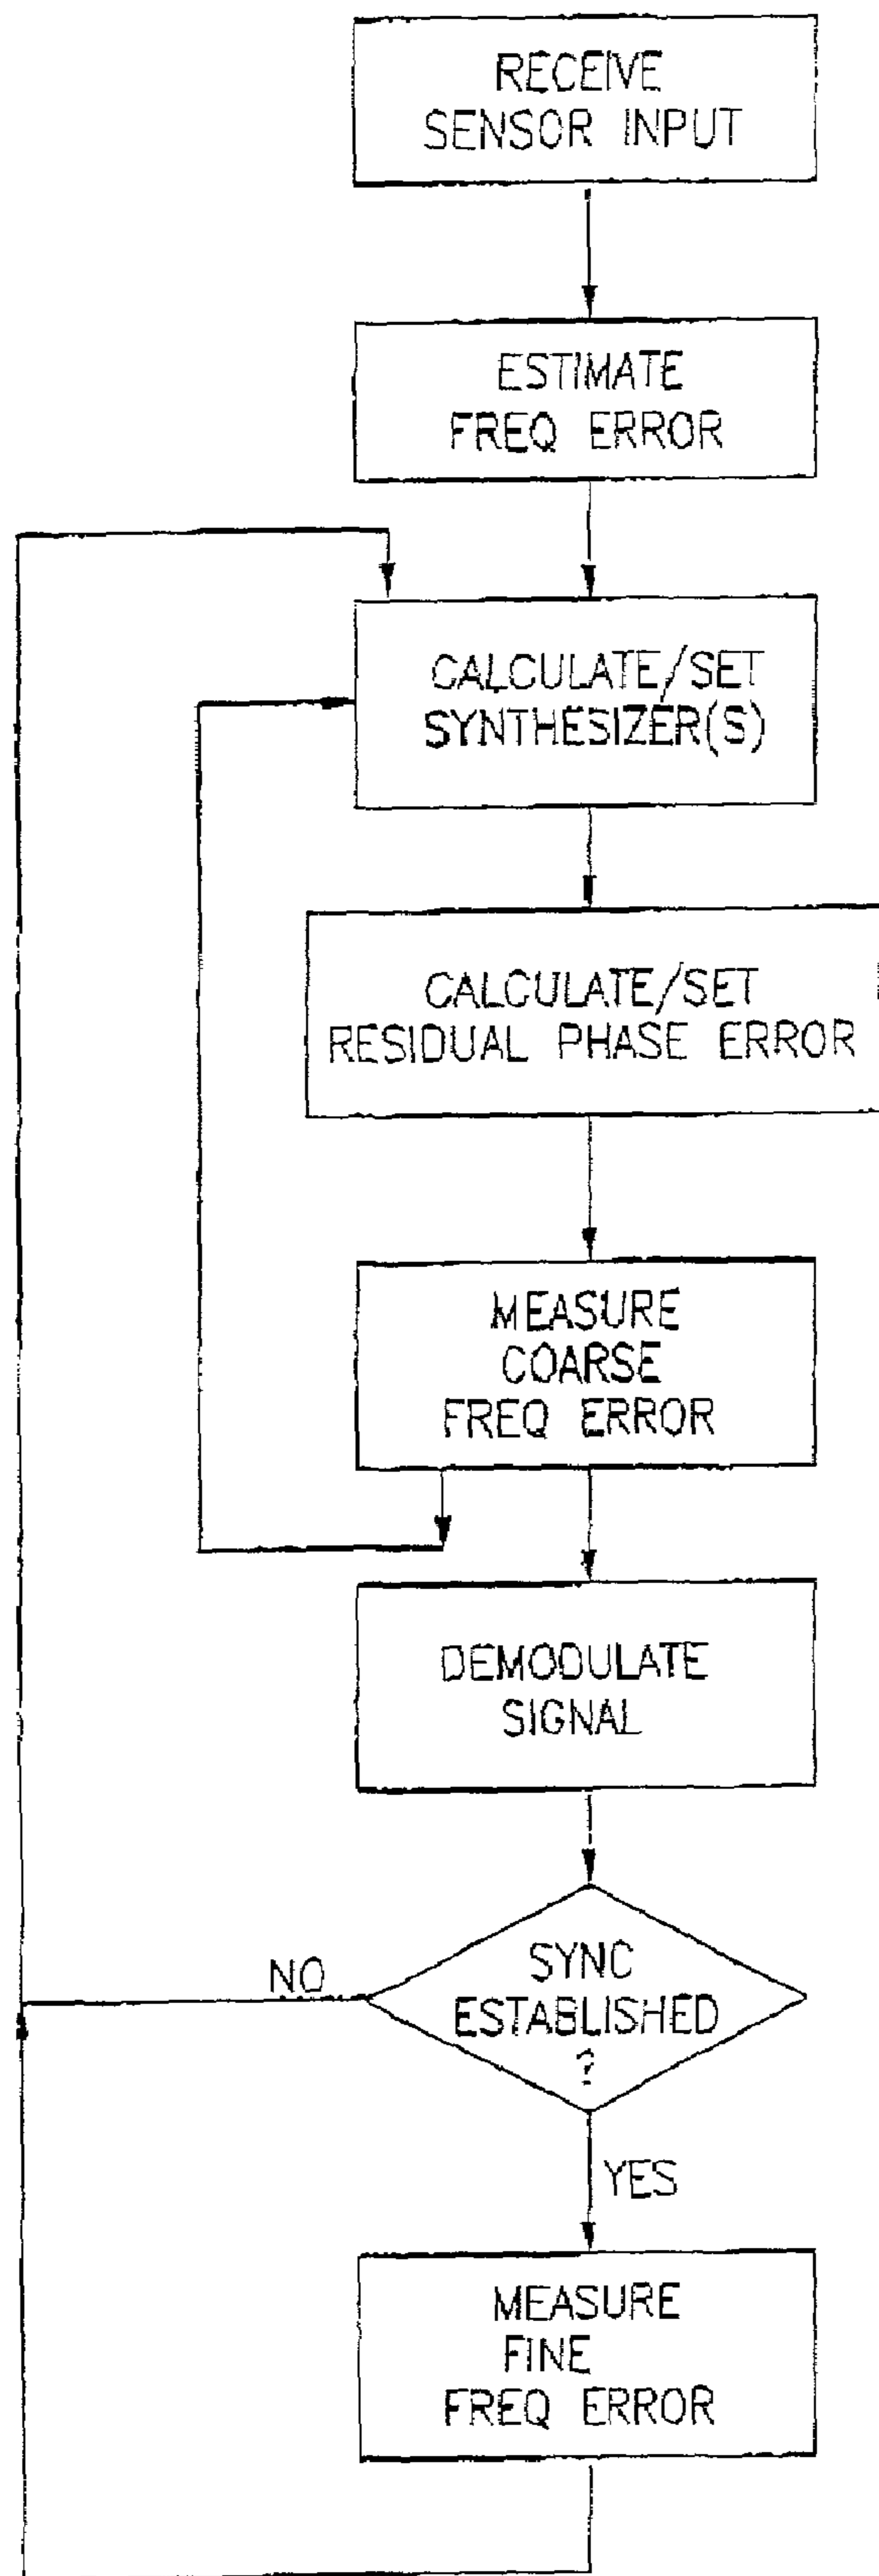 RECEIVE
SENSOR INPUT
ESTIMATE
FREQ ERROR
CALCULATE/SET
SYNTHESIZER(S)
CALCULATE/SET
RESIDUAL PHASE ERROR
MEASURE
COARSE
FREQ ERROR
DEMODULATE
SIGNAL
NO
SYNC
ESTABLISHED
?
YES
MEASURE
FINE
FREQ ERROR